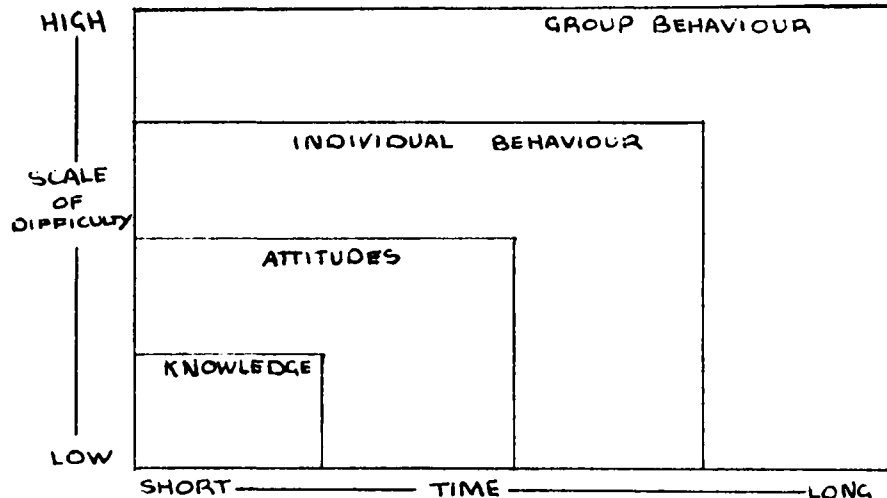 HIGH
GROUP BEHAVIOUR
INDIVIDUAL BEHAVIOUR
SCALE
OF
DIFFICULTY
ATTITUDES
KNOWLEDGE
LOW
SHORT TIME LONG